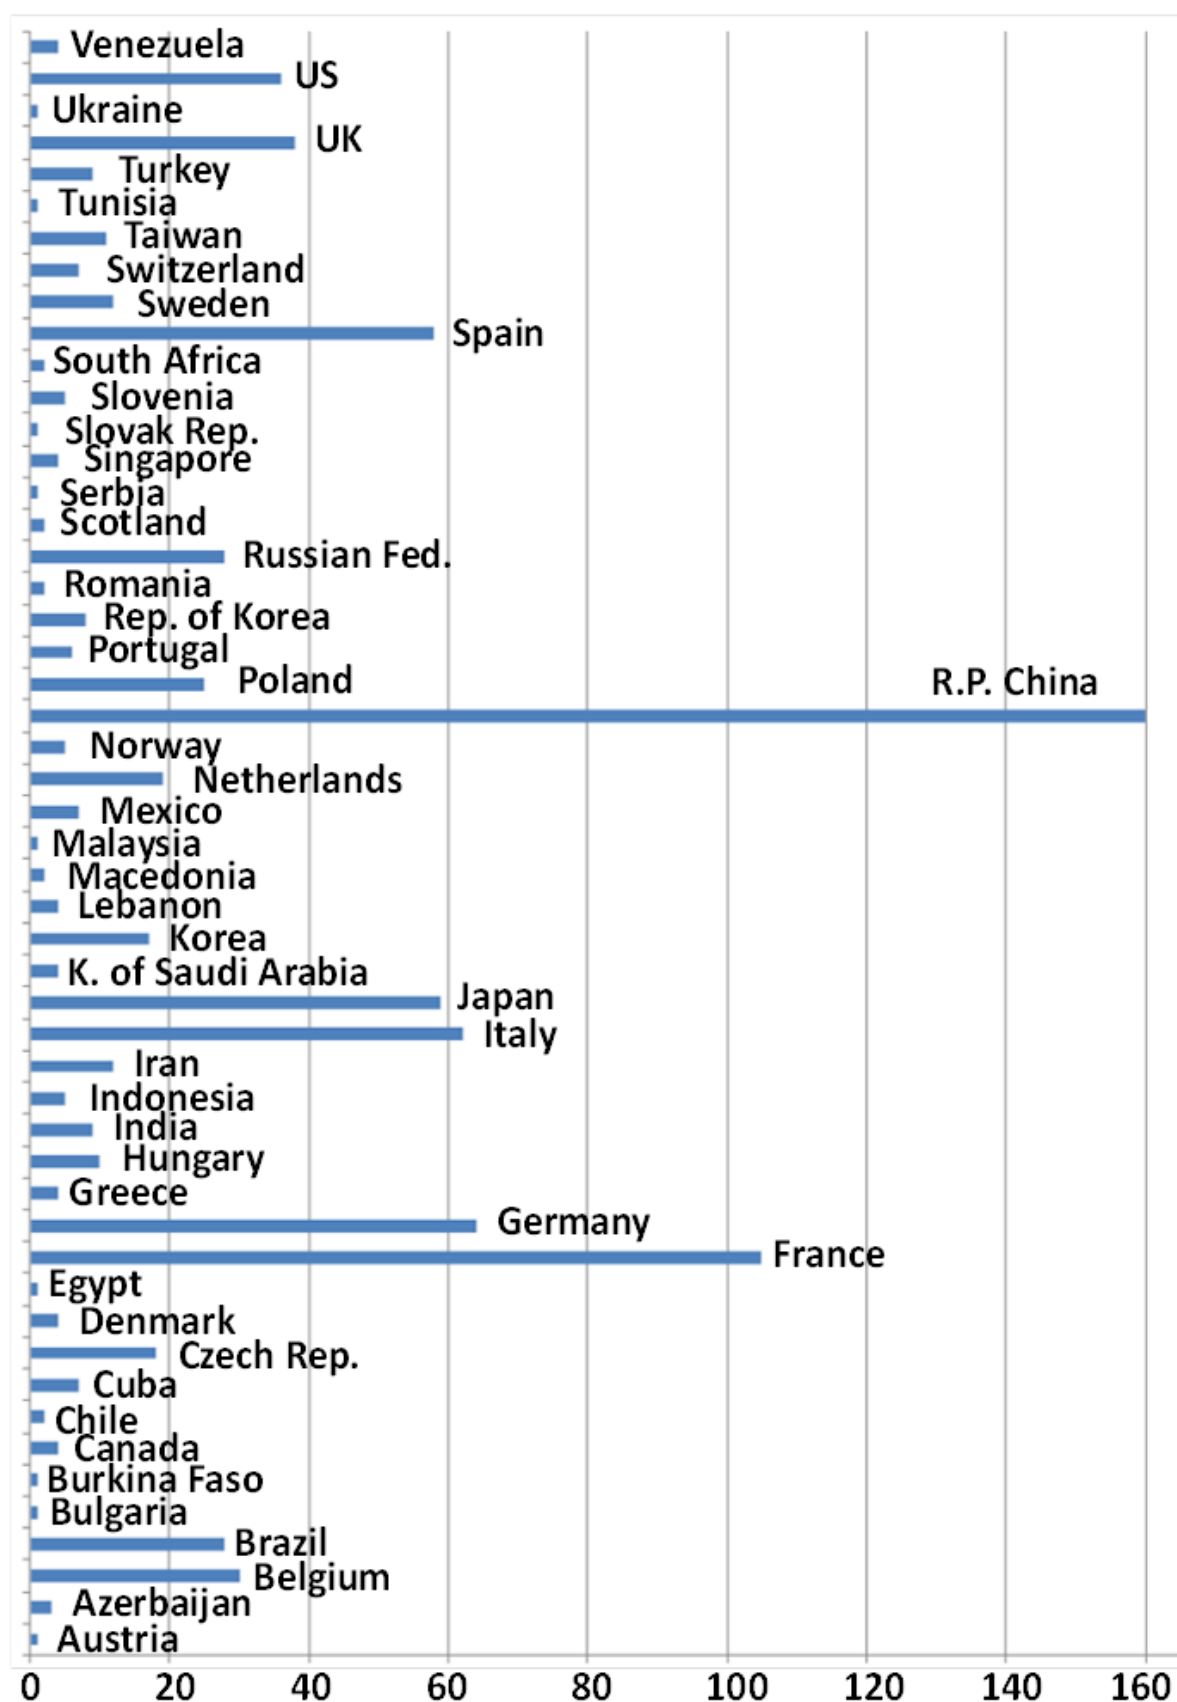 Venezuela
US
Ukraine
UK
Turkey
Tunisia
Taiwan
Switzerland
Sweden
Spain
South Africa
Slovenia
Slovak Rep.
Singapore
Serbia
Scotland
Russian Fed.
Romania
Rep. of Korea
Portugal
Poland
R.P. China
Norway
Netherlands
Mexico
Malaysia
Macedonia
Lebanon
Korea
K. of Saudi Arabia
Japan
Italy
Iran
Indonesia
India
Hungary
Greece
Germany
France
Egypt
Denmark
Czech Rep.
Cuba
Chile
Canada
Burkina Faso
Bulgaria
Brazil
Belgium
Azerbaijan
Austria
0 20 40 60 80 100 120 140 160